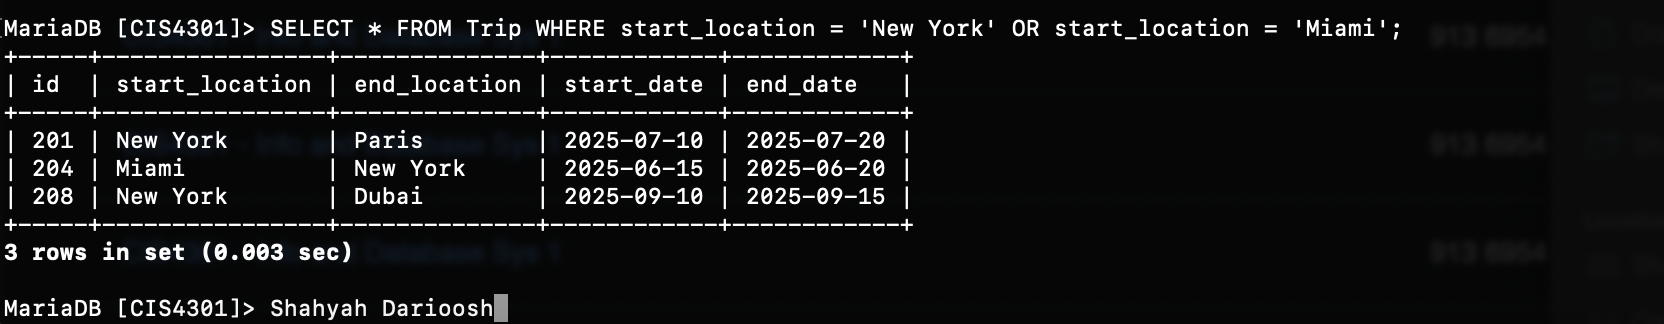 MariaDB [CIS4301]> SELECT * FROM Trip WHERE start_location = 'New York' OR start_location = 'Miami';
+-----+----------------+--------------+------------+------------+
| id  | start_location | end_location | start_date | end_date   |
+-----+----------------+--------------+------------+------------+
| 201 | New York       | Paris        | 2025-07-10 | 2025-07-20 |
| 204 | Miami          | New York     | 2025-06-15 | 2025-06-20 |
| 208 | New York       | Dubai        | 2025-09-10 | 2025-09-15 |
+-----+----------------+--------------+------------+------------+
3 rows in set (0.003 sec)
MariaDB [CIS4301]> Shahyah Darioosh